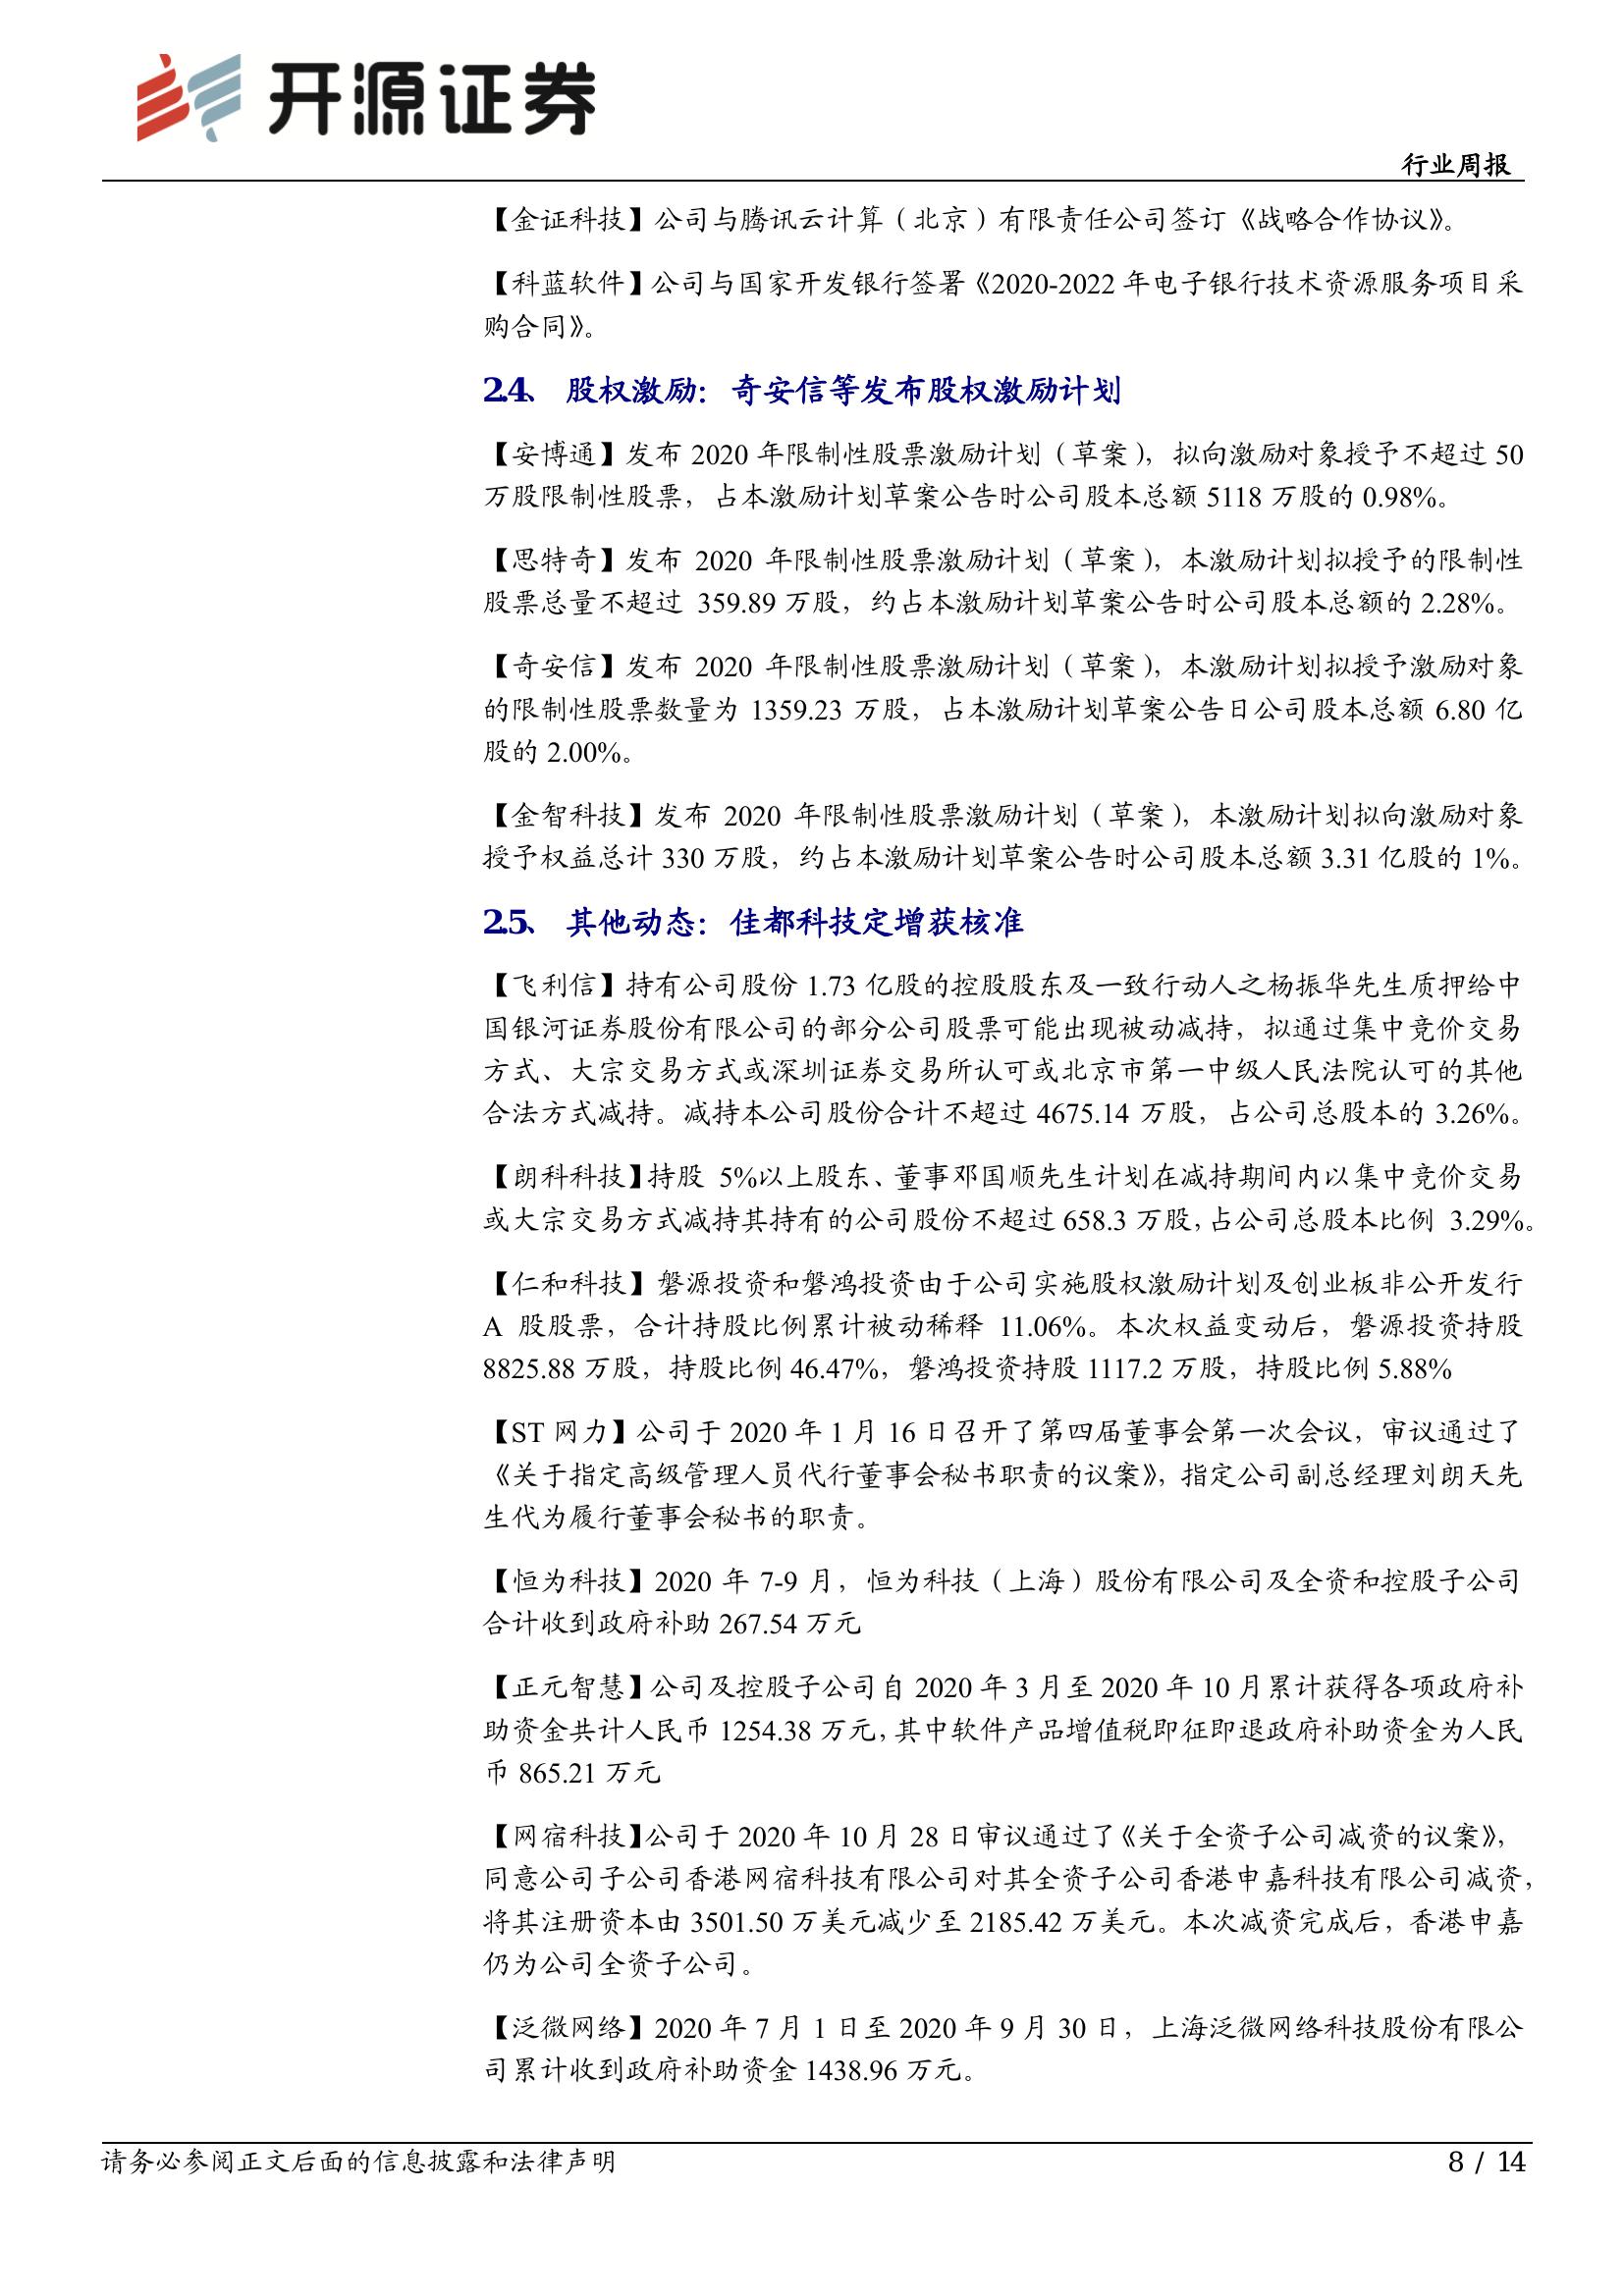 开源证券
行业周报
【金证科技】公司与腾讯云计算（北京）有限责任公司签订《战略合作协议》。
【科蓝软件】公司与国家开发银行签署《2020-2022 年电子银行技术资源服务项目采
购合同》。
2.4、 股权激励：奇安信等发布股权激励计划
【安博通】发布 2020 年限制性股票激励计划（草案），拟向激励对象授予不超过 50
万股限制性股票，占本激励计划草案公告时公司股本总额 5118 万股的 0.98%。
【思特奇】发布 2020 年限制性股票激励计划（草案），本激励计划拟授予的限制性
股票总量不超过 359.89 万股，约占本激励计划草案公告时公司股本总额的 2.28%。
【奇安信】发布 2020 年限制性股票激励计划（草案），本激励计划拟授予激励对象
的限制性股票数量为 1359.23 万股，占本激励计划草案公告日公司股本总额 6.80 亿
股的 2.00%。
【金智科技】发布 2020 年限制性股票激励计划（草案），本激励计划拟向激励对象
授予权益总计 330 万股，约占本激励计划草案公告时公司股本总额 3.31 亿股的 1%。
2.5、 其他动态：佳都科技定增获核准
【飞利信】持有公司股份 1.73 亿股的控股股东及一致行动人之杨振华先生质押给中
国银河证券股份有限公司的部分公司股票可能出现被动减持，拟通过集中竞价交易
方式、大宗交易方式或深圳证券交易所认可或北京市第一中级人民法院认可的其他
合法方式减持。减持本公司股份合计不超过 4675.14 万股，占公司总股本的 3.26%。
【朗科科技】持股 5%以上股东、董事邓国顺先生计划在减持期间内以集中竞价交易
或大宗交易方式减持其持有的公司股份不超过 658.3 万股，占公司总股本比例 3.29%。
【仁和科技】磐源投资和磐鸿投资由于公司实施股权激励计划及创业板非公开发行
A 股股票，合计持股比例累计被动稀释 11.06%。本次权益变动后，磐源投资持股
8825.88 万股，持股比例 46.47%，磐鸿投资持股 1117.2 万股，持股比例 5.88%
【ST 网力】公司于 2020 年 1 月 16 日召开了第四届董事会第一次会议，审议通过了
《关于指定高级管理人员代行董事会秘书职责的议案》，指定公司副总经理刘朗天先
生代为履行董事会秘书的职责。
【恒为科技】2020 年 7-9 月，恒为科技（上海）股份有限公司及全资和控股子公司
合计收到政府补助 267.54 万元
【正元智慧】公司及控股子公司自 2020 年 3 月至 2020 年 10 月累计获得各项政府补
助资金共计人民币 1254.38 万元，其中软件产品增值税即征即退政府补助资金为人民
币 865.21 万元
【网宿科技】公司于 2020 年 10 月 28 日审议通过了《关于全资子公司减资的议案》，
同意公司子公司香港网宿科技有限公司对其全资子公司香港申嘉科技有限公司减资，
将其注册资本由 3501.50 万美元减少至 2185.42 万美元。本次减资完成后，香港申嘉
仍为公司全资子公司。
【泛微网络】2020 年 7 月 1 日至 2020 年 9 月 30 日，上海泛微网络科技股份有限公
司累计收到政府补助资金 1438.96 万元。
请务必参阅正文后面的信息披露和法律声明
8 / 14